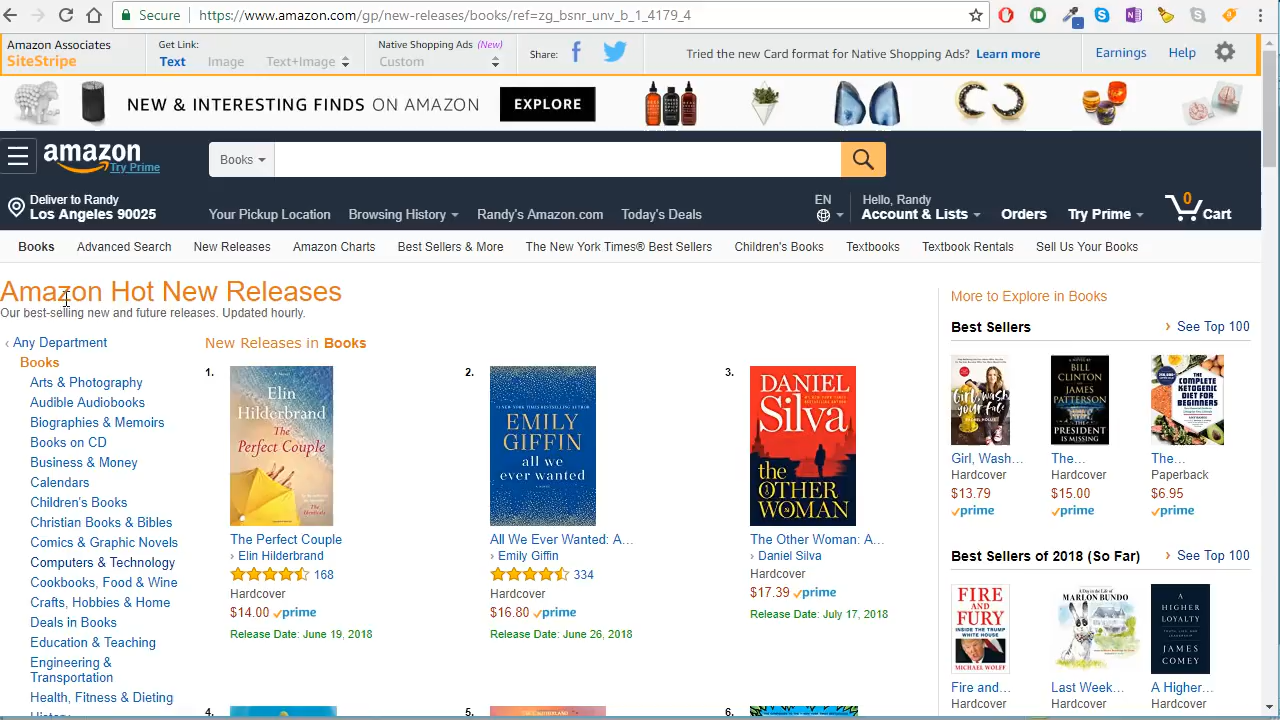 Secure https://www.amazon.com/gp/new-releases/books/ref=zg_bsnr_unv_b_1_4179_4
Amazon Associates
SiteStripe
Get Link:
Text Image Text+Image
Native Shopping Ads (New)
Custom
Share:
Tried the new Card format for Native Shopping Ads? Learn more
Earnings Help
NEW & INTERESTING FINDS ON AMAZON EXPLORE
amazon
Try Prime
Books
Deliver to Randy
Los Angeles 90025
Your Pickup Location Browsing History Randy's Amazon.com Today's Deals
EN
Hello, Randy
Account & Lists Orders Try Prime 0 Cart
Books Advanced Search New Releases Amazon Charts Best Sellers & More The New York Times® Best Sellers Children's Books Textbooks Textbook Rentals Sell Us Your Books
Amazon Hot New Releases
Our best-selling new and future releases. Updated hourly.
‹ Any Department
Books
Arts & Photography
Audible Audiobooks
Biographies & Memoirs
Books on CD
Business & Money
Calendars
Children's Books
Christian Books & Bibles
Comics & Graphic Novels
Computers & Technology
Cookbooks, Food & Wine
Crafts, Hobbies & Home
Deals in Books
Education & Teaching
Engineering &
Transportation
Health, Fitness & Dieting
History
New Releases in Books
1.
Elin
Hilderbrand
The
Perfect Couple
The Perfect Couple
› Elin Hilderbrand
168
Hardcover
$14.00 prime
Release Date: June 19, 2018
2.
EMILY
GIFFIN
all we
ever wanted
All We Ever Wanted: A...
› Emily Giffin
334
Hardcover
$16.80 prime
Release Date: June 26, 2018
3.
DANIEL
Silva
the
OTHER
WOMAN
The Other Woman: A...
› Daniel Silva
Hardcover
$17.39 prime
Release Date: July 17, 2018
4.
5.
6.
More to Explore in Books
Best Sellers › See Top 100
Girl, wash
your face
Girl, Wash...
Hardcover
$13.79
prime
BILL
CLINTON
JAMES
PATTERSON
THE
PRESIDENT
IS MISSING
The...
Hardcover
$15.00
prime
THE
COMPLETE
KETOGENIC
DIET FOR
BEGINNERS
The...
Paperback
$6.95
prime
Best Sellers of 2018 (So Far) › See Top 100
FIRE
AND
FURY
INSIDE THE TRUMP
WHITE HOUSE
MICHAEL WOLFF
Fire and...
Hardcover
MARLON BUNDO
Last Week...
Hardcover
A
HIGHER
LOYALTY
JAMES
COMEY
A Higher...
Hardcover